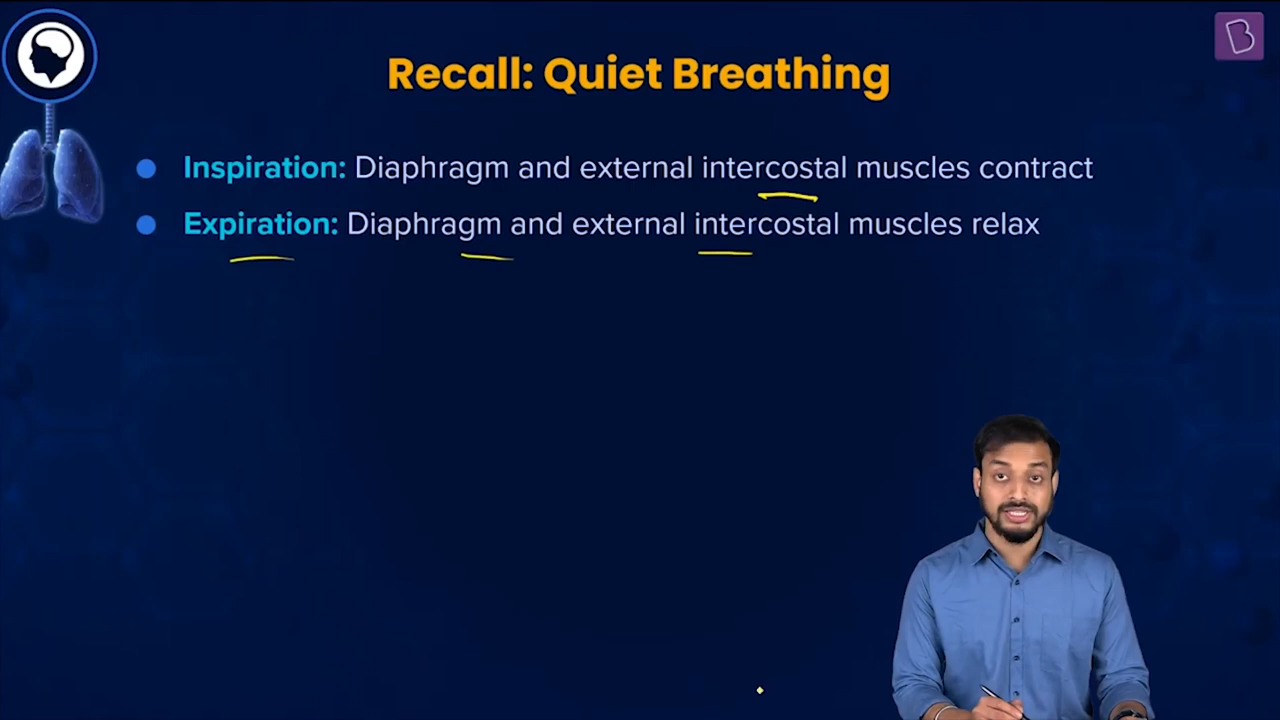 Recall: Quiet Breathing
Inspiration: Diaphragm and external intercostal muscles contract
Expiration: Diaphragm and external intercostal muscles relax
B